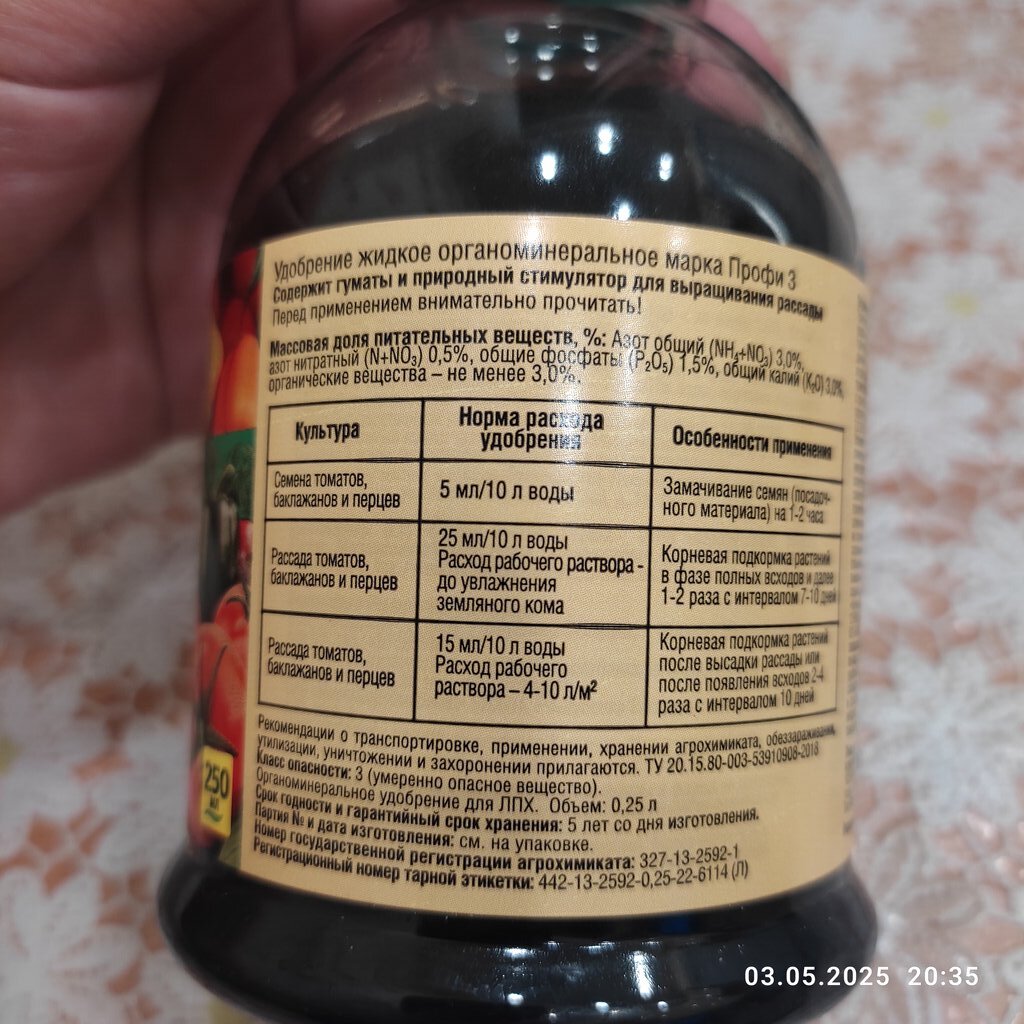 Удобрение жидкое органоминеральное марка Профи 3
Содержит гуматы и природный стимулятор для выращивания рассады
Перед применением внимательно прочитать!
Массовая доля питательных веществ, %: Азот общий (NH₄+NO₃) 3,0%,
азот нитратный (N+NO₃) 0,5%, общие фосфаты (P₂O₅) 1,5%, общий калий (K₂O) 3,0%,
органические вещества – не менее 3,0%.
Культура
Норма расхода
удобрения
Особенности применения
Семена томатов,
баклажанов и перцев
5 мл/10 л воды
Замачивание семян (посадоч-
ного материала) на 1-2 часа
Рассада томатов,
баклажанов и перцев
25 мл/10 л воды
Расход рабочего раствора -
до увлажнения
земляного кома
Корневая подкормка растений
в фазе полных всходов и далее
1-2 раза с интервалом 7-10 дней
Рассада томатов,
баклажанов и перцев
15 мл/10 л воды
Расход рабочего
раствора – 4-10 л/м²
Корневая подкормка растений
после высадки рассады или
после появления всходов 2-4
раза с интервалом 10 дней
Рекомендации о транспортировке, применении, хранении агрохимиката, обеззараживании,
утилизации, уничтожении и захоронении прилагаются. ТУ 20.15.80-003-53910908-2018
Класс опасности: 3 (умеренно опасное вещество).
Органоминеральное удобрение для ЛПХ. Объем: 0,25 л
Срок годности и гарантийный срок хранения: 5 лет со дня изготовления.
Партия № и дата изготовления: см. на упаковке.
Номер государственной регистрации агрохимиката: 327-13-2592-1
Регистрационный номер тарной этикетки: 442-13-2592-0,25-22-6114 (Л)
250
мл
03.05.2025 20:35